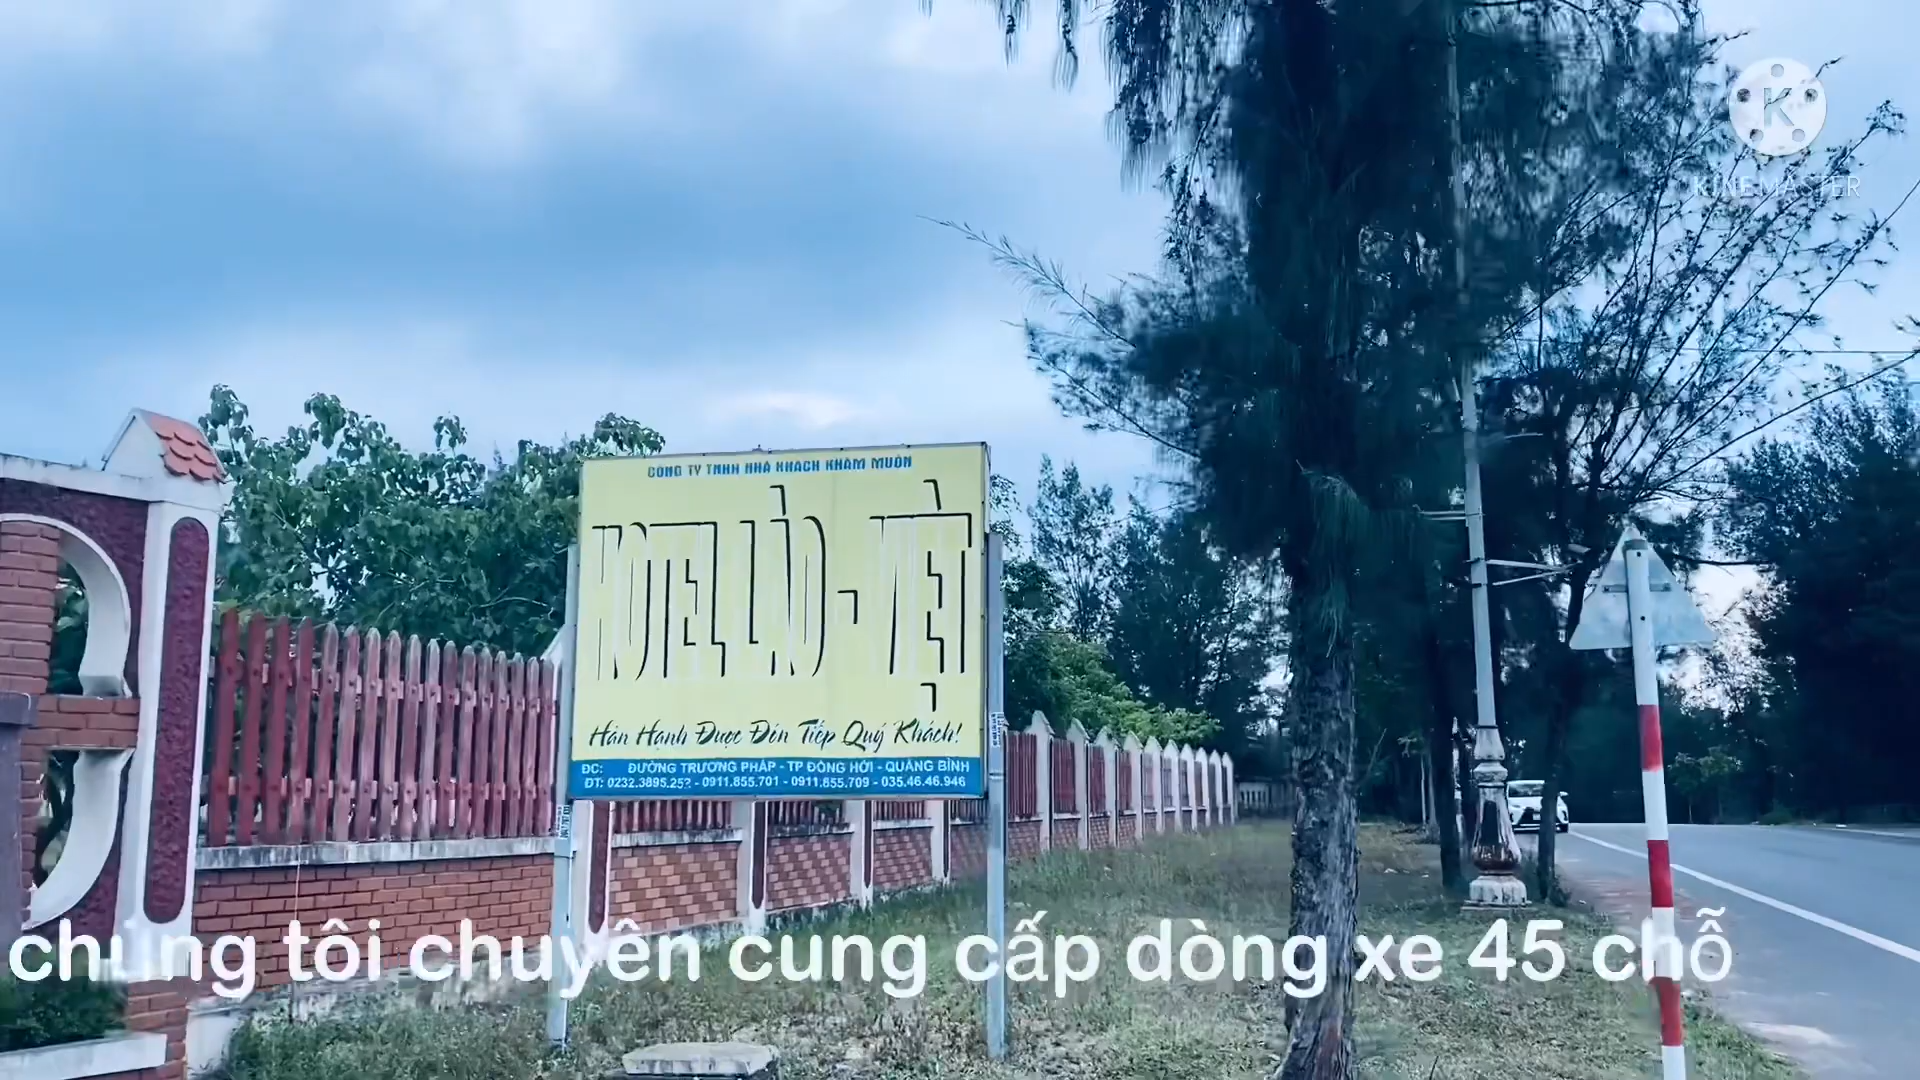 K
KINEMASTER
CÔNG TY TNHH NHÀ KHÁCH KHĂM MUỘN
HOTEL LÀO - VIỆT
Hân Hạnh Được Đón Tiếp Quý Khách!
ĐC: ĐƯỜNG TRƯƠNG PHÁP - TP ĐỒNG HỚI - QUẢNG BÌNH
ĐT: 0232.3895.252 - 0911.855.701 - 0911.655.709 - 035.46.46.946
chúng tôi chuyên cung cấp dòng xe 45 chỗ